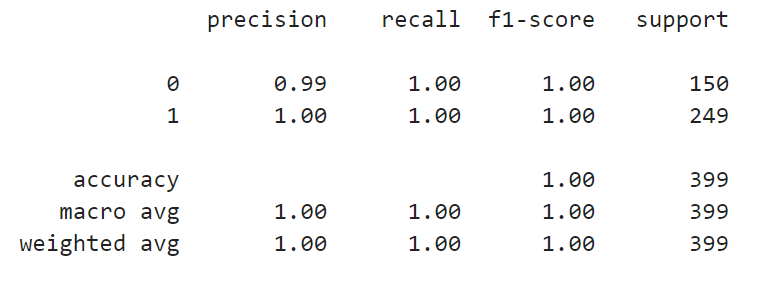 precision recall f1-score support
0 0.99 1.00 1.00 150
1 1.00 1.00 1.00 249
accuracy 1.00 399
macro avg 1.00 1.00 1.00 399
weighted avg 1.00 1.00 1.00 399